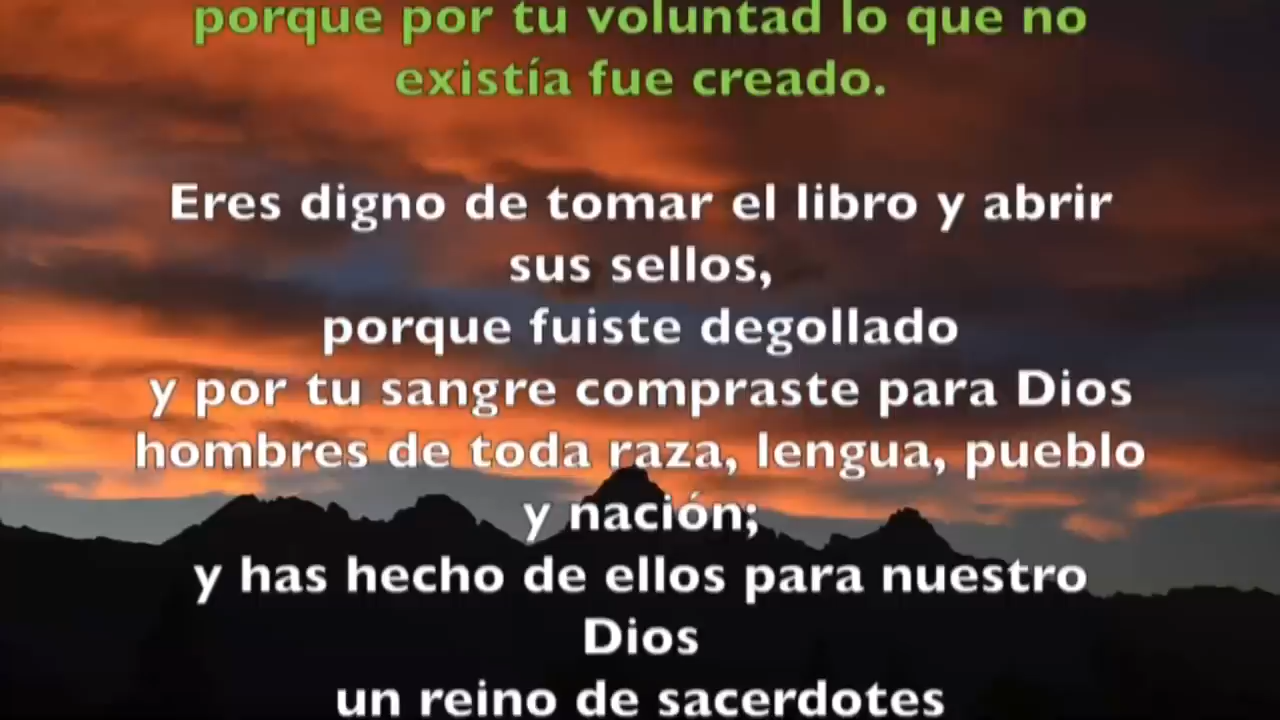 porque por tu voluntad lo que no
existía fue creado.
Eres digno de tomar el libro y abrir
sus sellos,
porque fuiste degollado
y por tu sangre compraste para Dios
hombres de toda raza, lengua, pueblo
y nación;
y has hecho de ellos para nuestro
Dios
un reino de sacerdotes